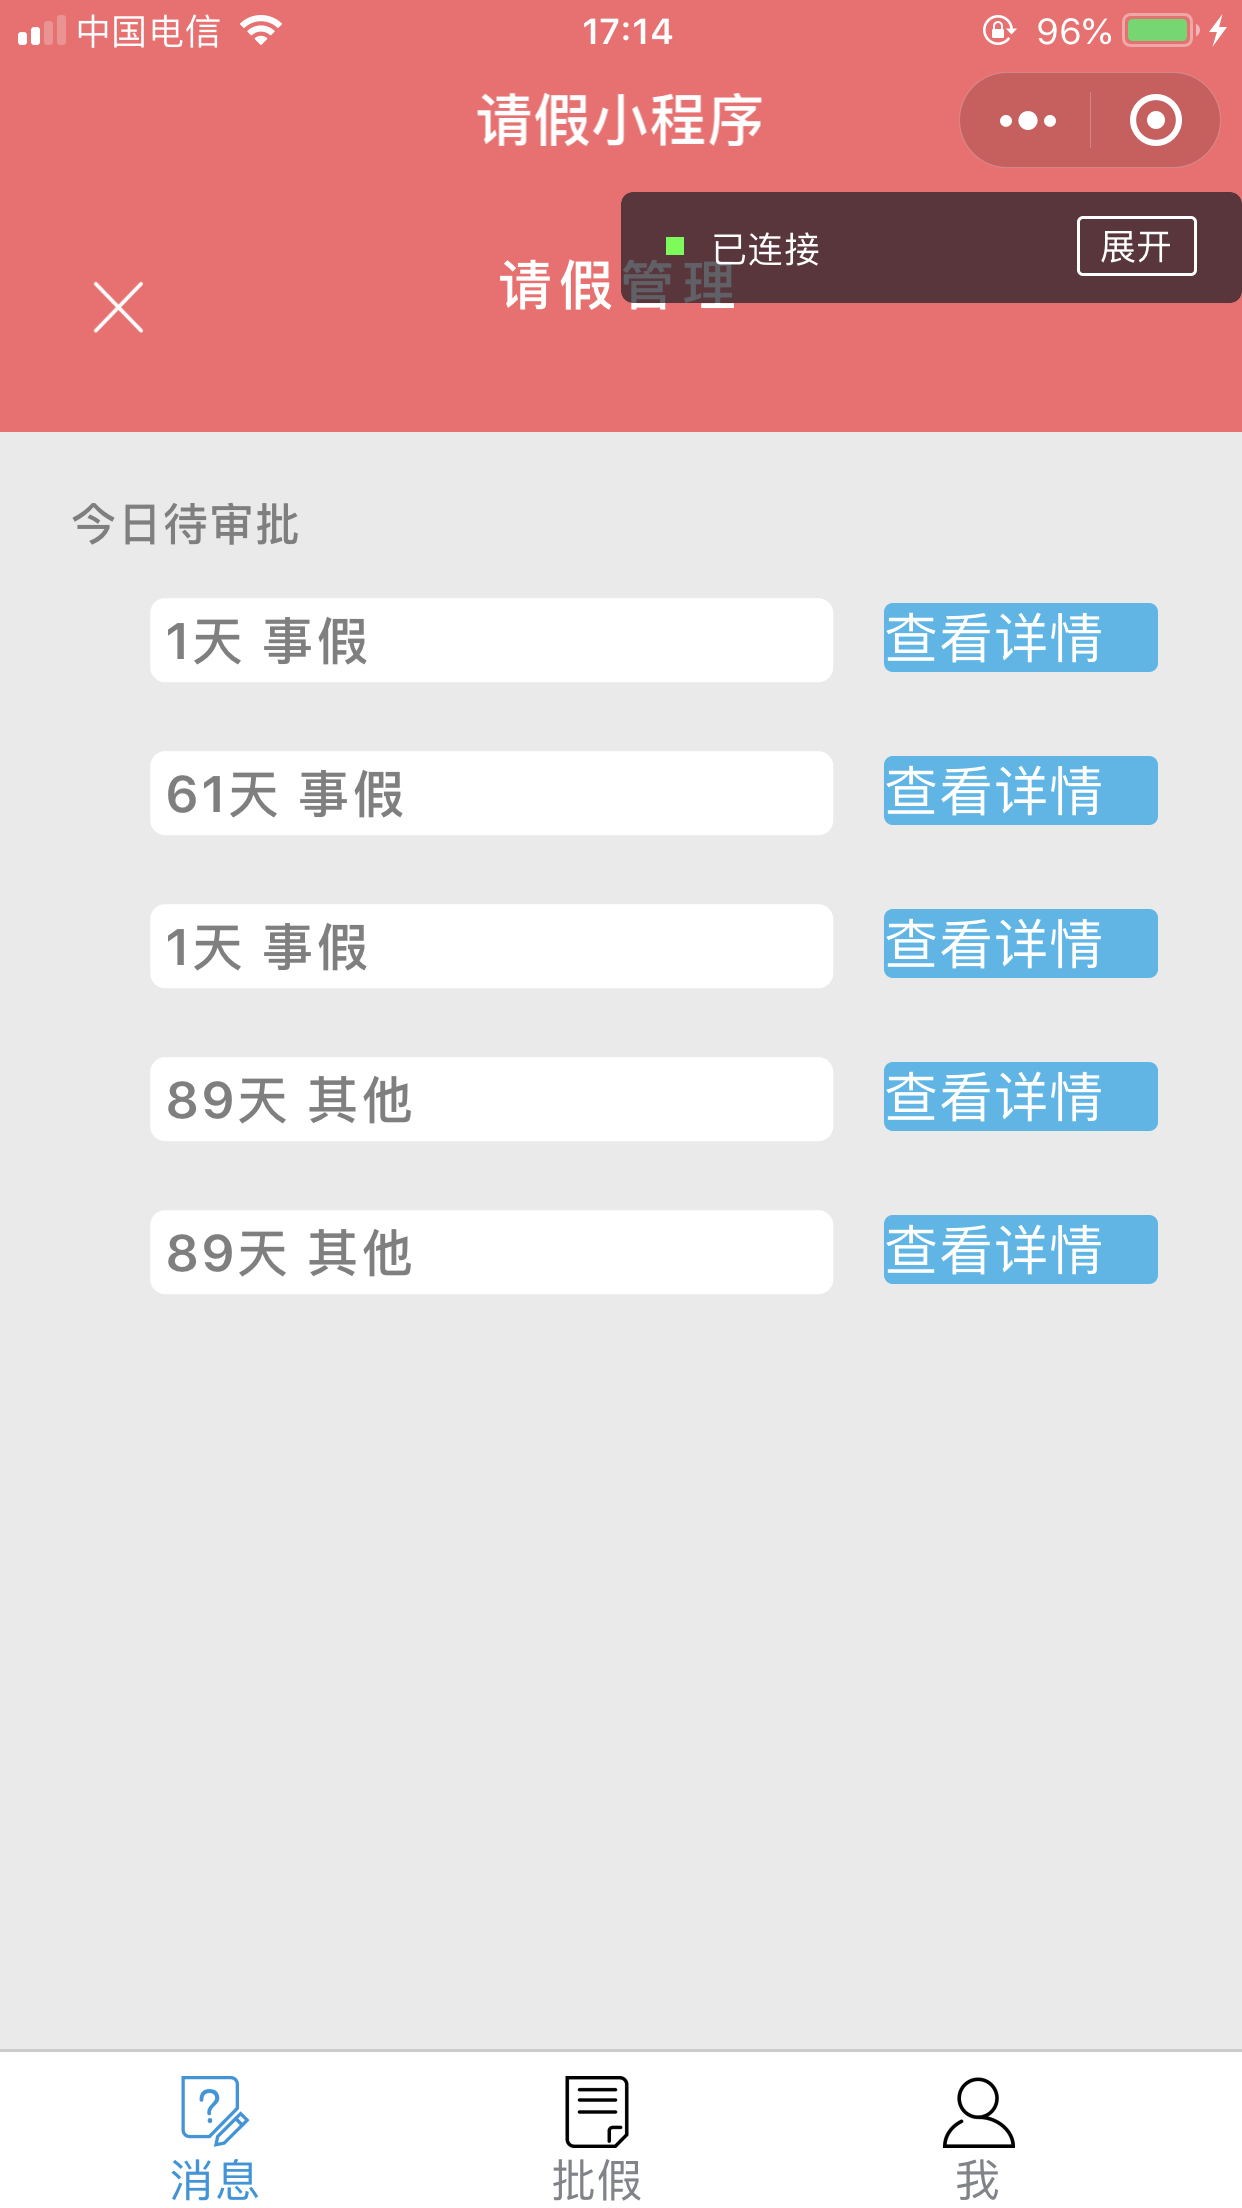 中国电信 17:14 96%
请假小程序
已连接 展开
请假管理
今日待审批
1天 事假 查看详情
61天 事假 查看详情
1天 事假 查看详情
89天 其他 查看详情
89天 其他 查看详情
消息 批假 我